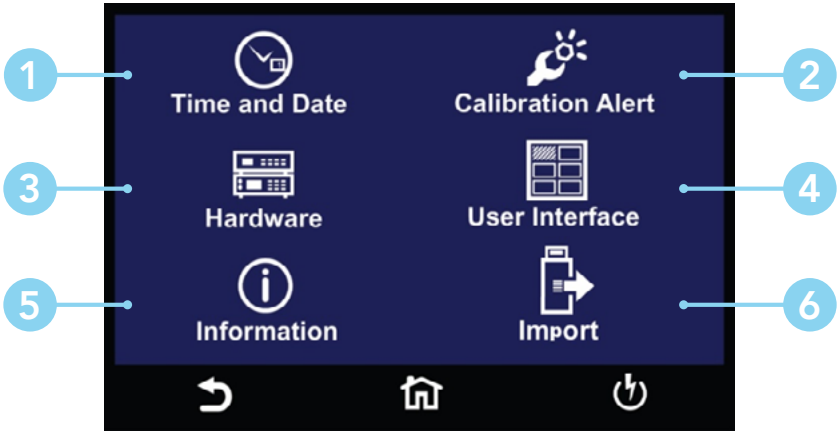 1
Time and Date
Calibration Alert
2
3
Hardware
User Interface
4
5
Information
Import
6